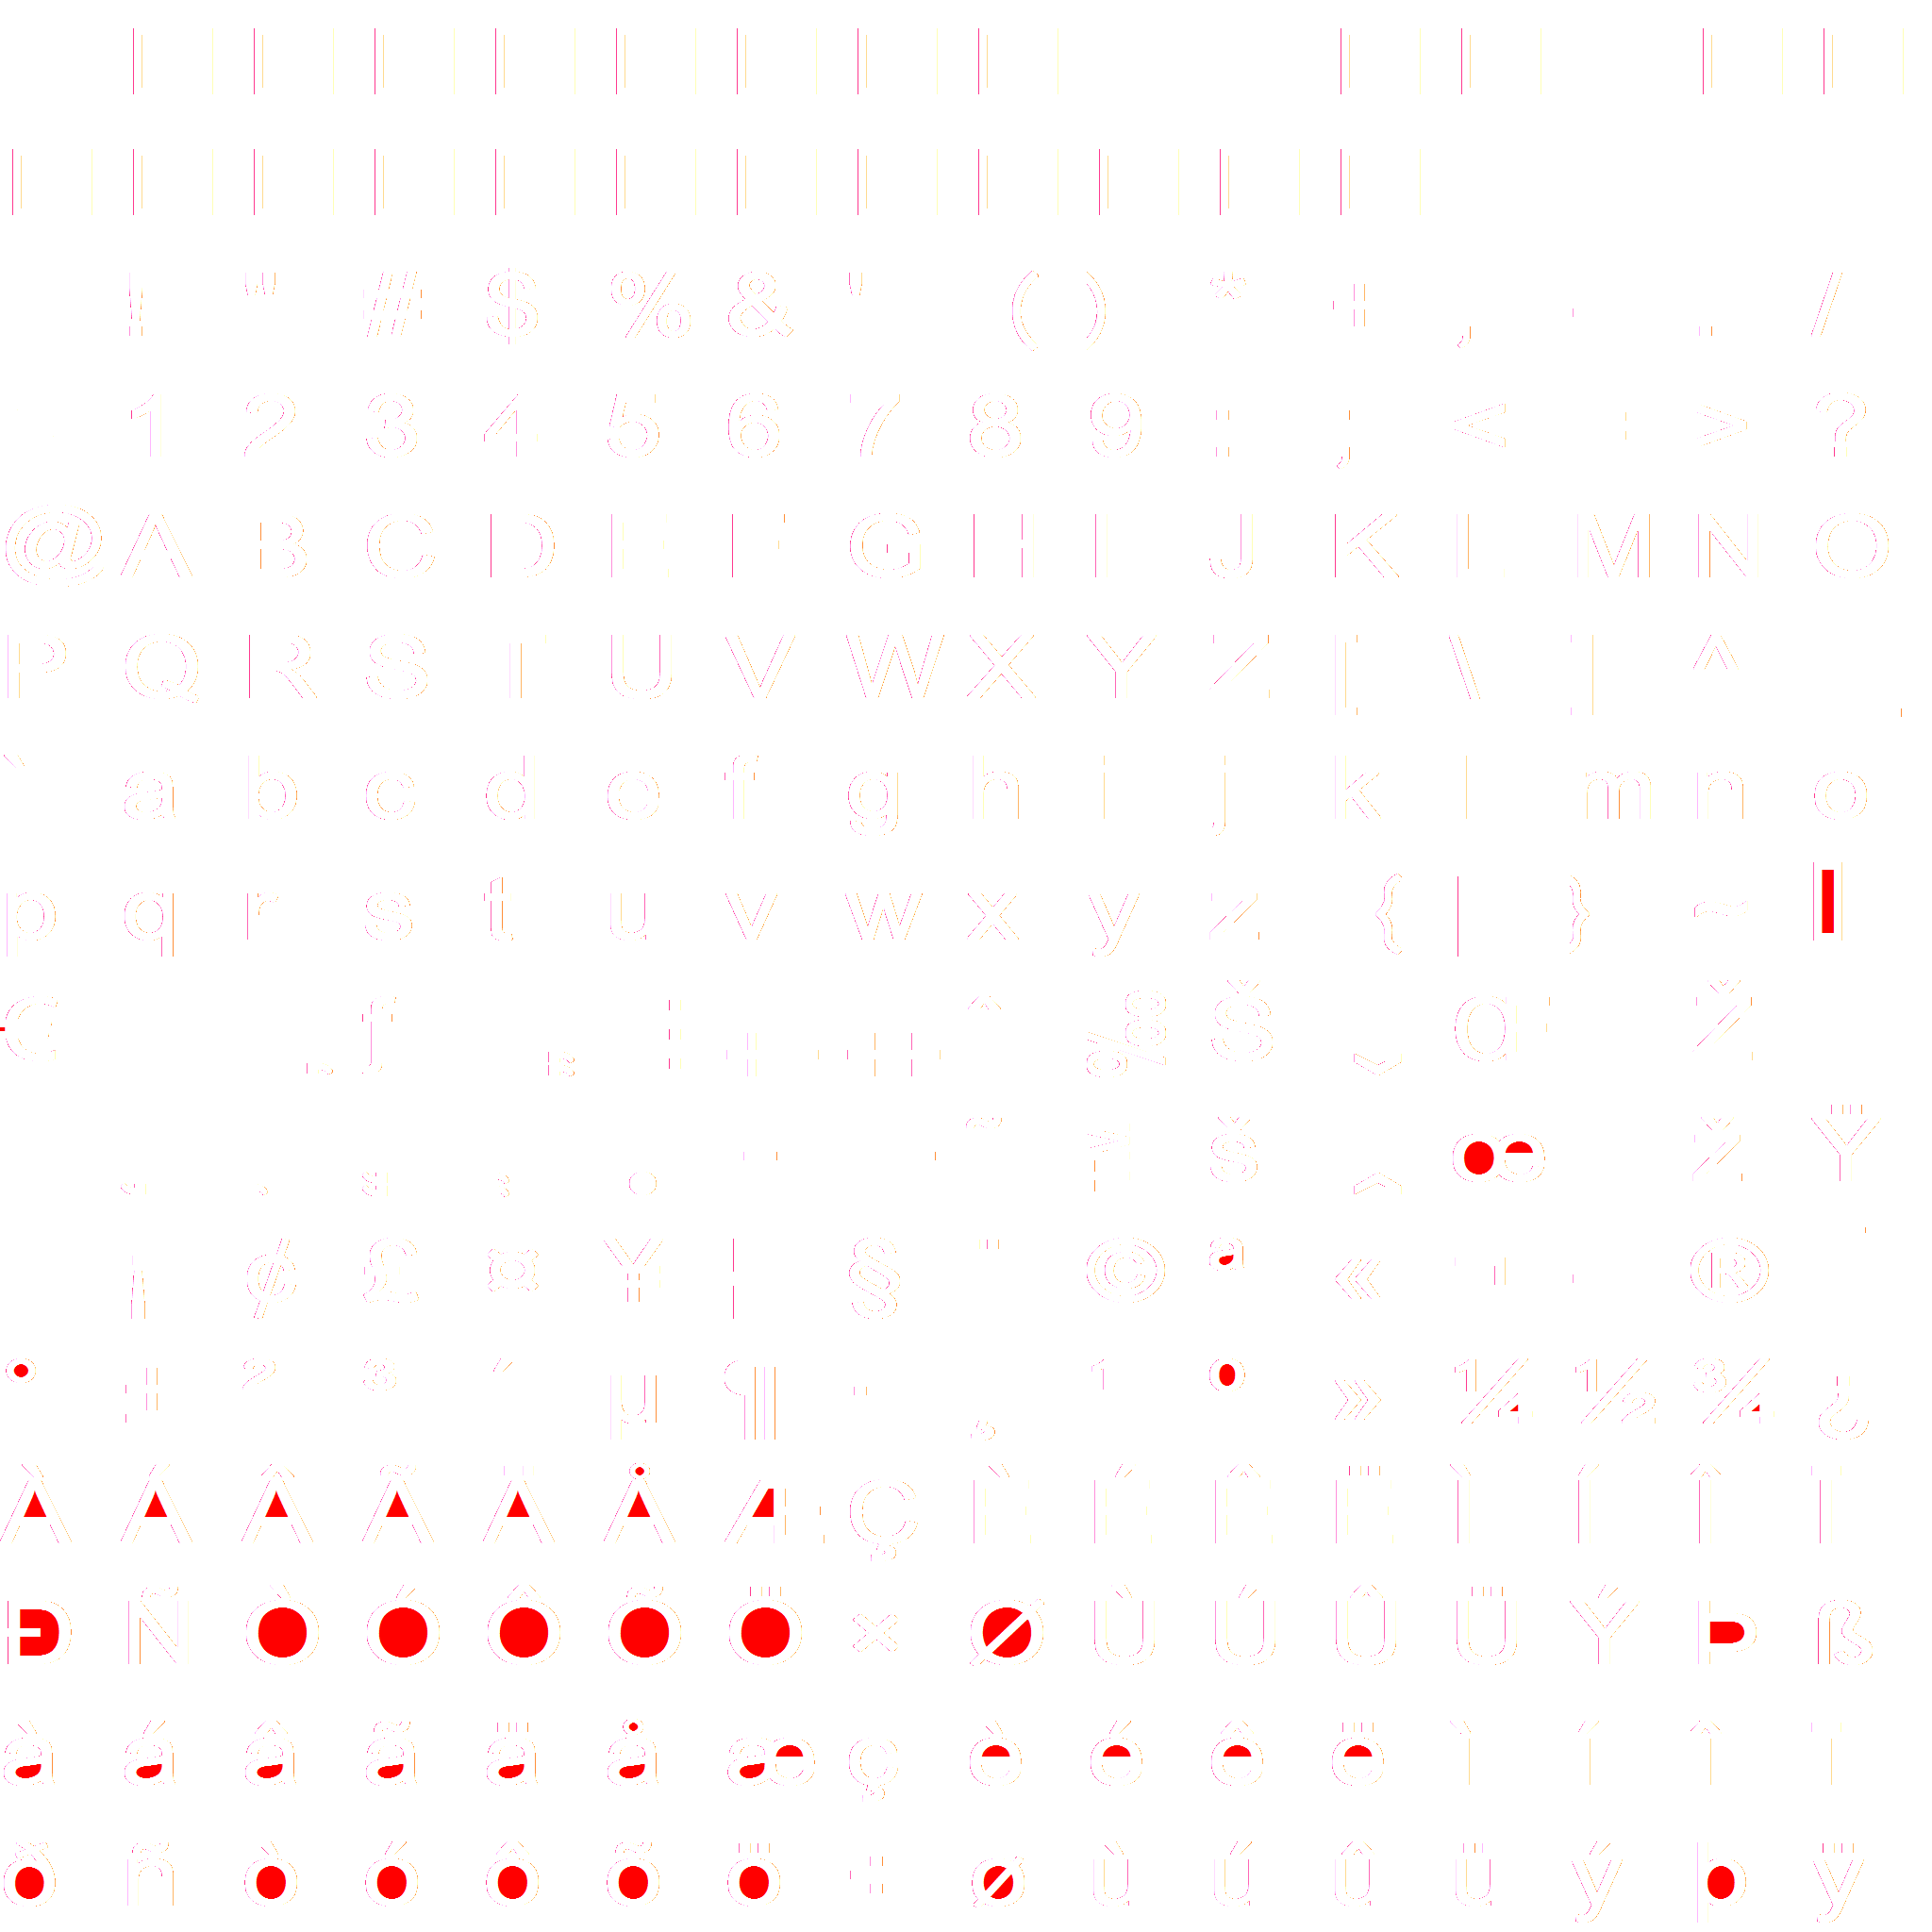 ! " # $ % & ' ( ) * + , - . /
1 2 3 4 5 6 7 8 9 : ; < = > ?
@ A B C D E F G H I J K L M N O
P Q R S T U V W X Y Z [ \ ] ^ _
` a b c d e f g h i j k l m n o
p q r s t u v w x y z { | } ~
€ ƒ „ … † ‡ ˆ ‰ Š ‹ Œ Ž
‘ ’ “ ” • – — ˜ ™ š › œ ž Ÿ
¡ ¢ £ ¤ ¥ ¦ § ¨ © ª « ¬ - ® ¯
° ± ² ³ ´ µ ¶ · ¸ ¹ º » ¼ ½ ¾ ¿
À Á Â Ã Ä Å Æ Ç È É Ê Ë Ì Í Î Ï
Ð Ñ Ò Ó Ô Õ Ö × Ø Ù Ú Û Ü Ý Þ ß
à á â ã ä å æ ç è é ê ë ì í î ï
ð ñ ò ó ô õ ö ÷ ø ù ú û ü ý þ ÿ